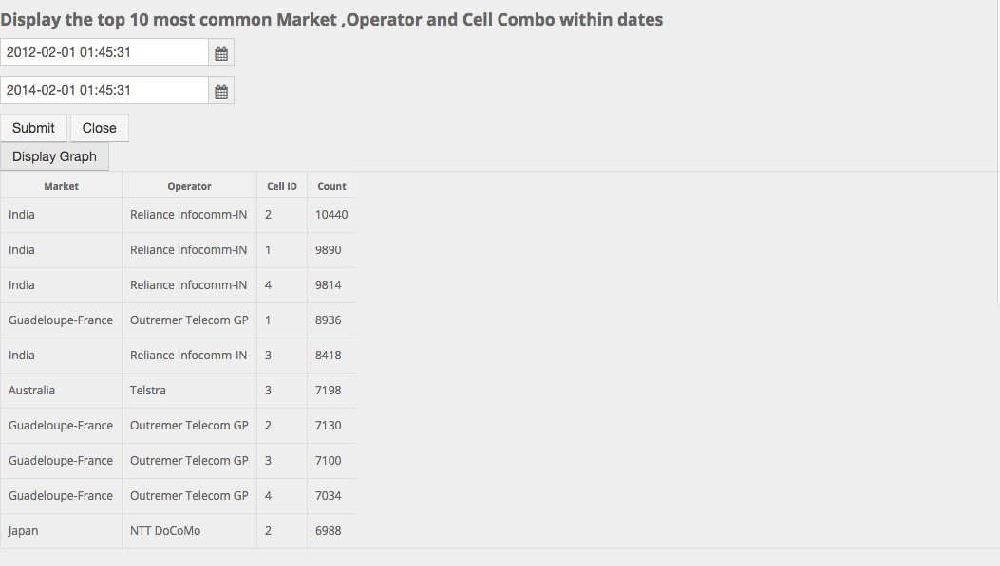 Display the top 10 most common Market ,Operator and Cell Combo within dates
2012-02-01 01:45:31
2014-02-01 01:45:31
Submit Close
Display Graph
Market Operator Cell ID Count
India Reliance Infocomm-IN 2 10440
India Reliance Infocomm-IN 1 9890
India Reliance Infocomm-IN 4 9814
Guadeloupe-France Outremer Telecom GP 1 8936
India Reliance Infocomm-IN 3 8418
Australia Telstra 3 7198
Guadeloupe-France Outremer Telecom GP 2 7130
Guadeloupe-France Outremer Telecom GP 3 7100
Guadeloupe-France Outremer Telecom GP 4 7034
Japan NTT DoCoMo 2 6988